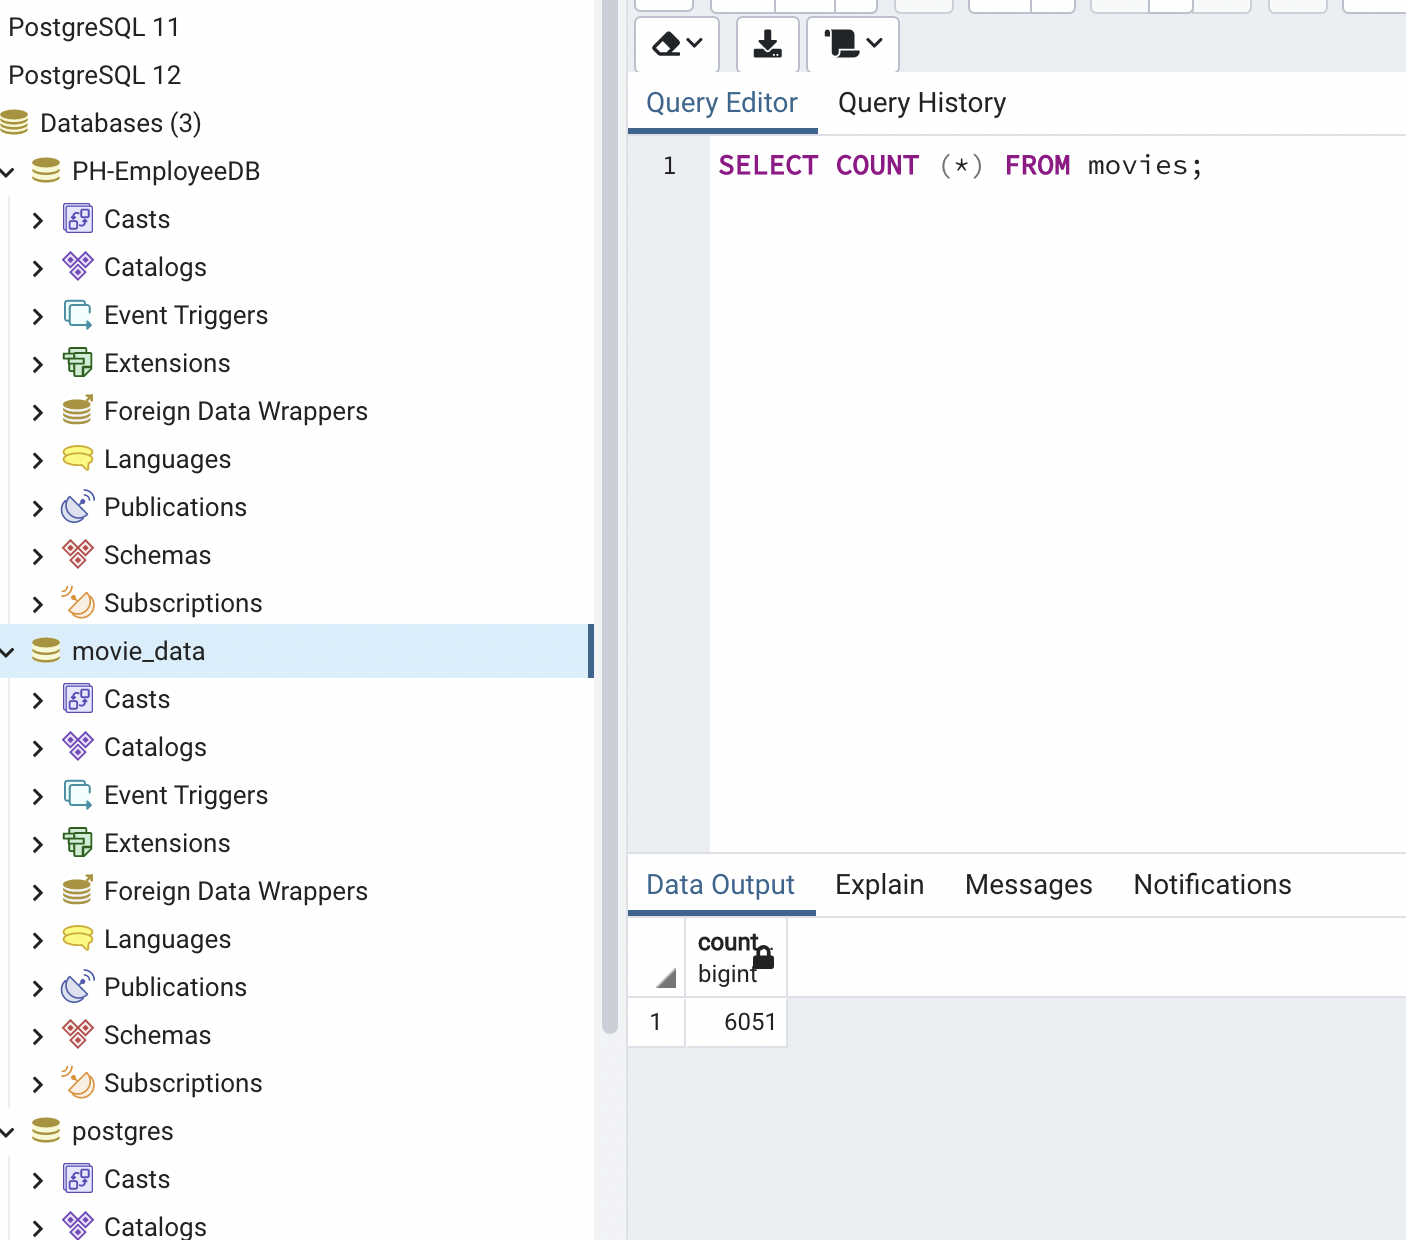 PostgreSQL 11
PostgreSQL 12
Databases (3)
PH-EmployeeDB
Casts
Catalogs
Event Triggers
Extensions
Foreign Data Wrappers
Languages
Publications
Schemas
Subscriptions
movie_data
Casts
Catalogs
Event Triggers
Extensions
Foreign Data Wrappers
Languages
Publications
Schemas
Subscriptions
postgres
Casts
Catalogs
Query Editor Query History
1 SELECT COUNT (*) FROM movies;
Data Output Explain Messages Notifications
count
bigint
1 6051